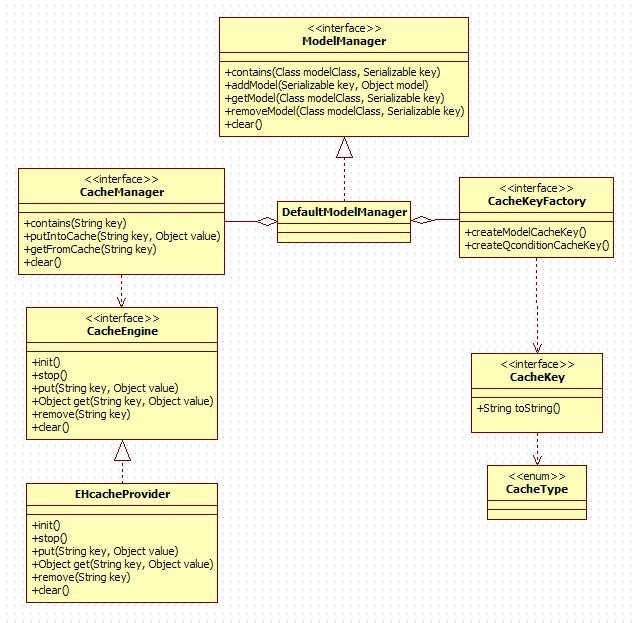 <<interface>>
ModelManager
+contains(Class modelClass, Serializable key)
+addModel(Serializable key, Object model)
+getModel(Class modelClass, Serializable key)
+removeModel(Class modelClass, Serializable key)
+clear()
<<interface>>
CacheManager
+contains(String key)
+putIntoCache(String key, Object value)
+getFromCache(String key)
+clear()
DefaultModelManager
<<interface>>
CacheKeyFactory
+createModelCacheKey()
+createQconditionCacheKey()
<<interface>>
CacheEngine
+init()
+stop()
+put(String key, Object value)
+Object get(String key, Object value)
+remove(String key)
+clear()
<<interface>>
CacheKey
+String toString()
<<enum>>
CacheType
EHcacheProvider
+init()
+stop()
+put(String key, Object value)
+Object get(String key, Object value)
+remove(String key)
+clear()